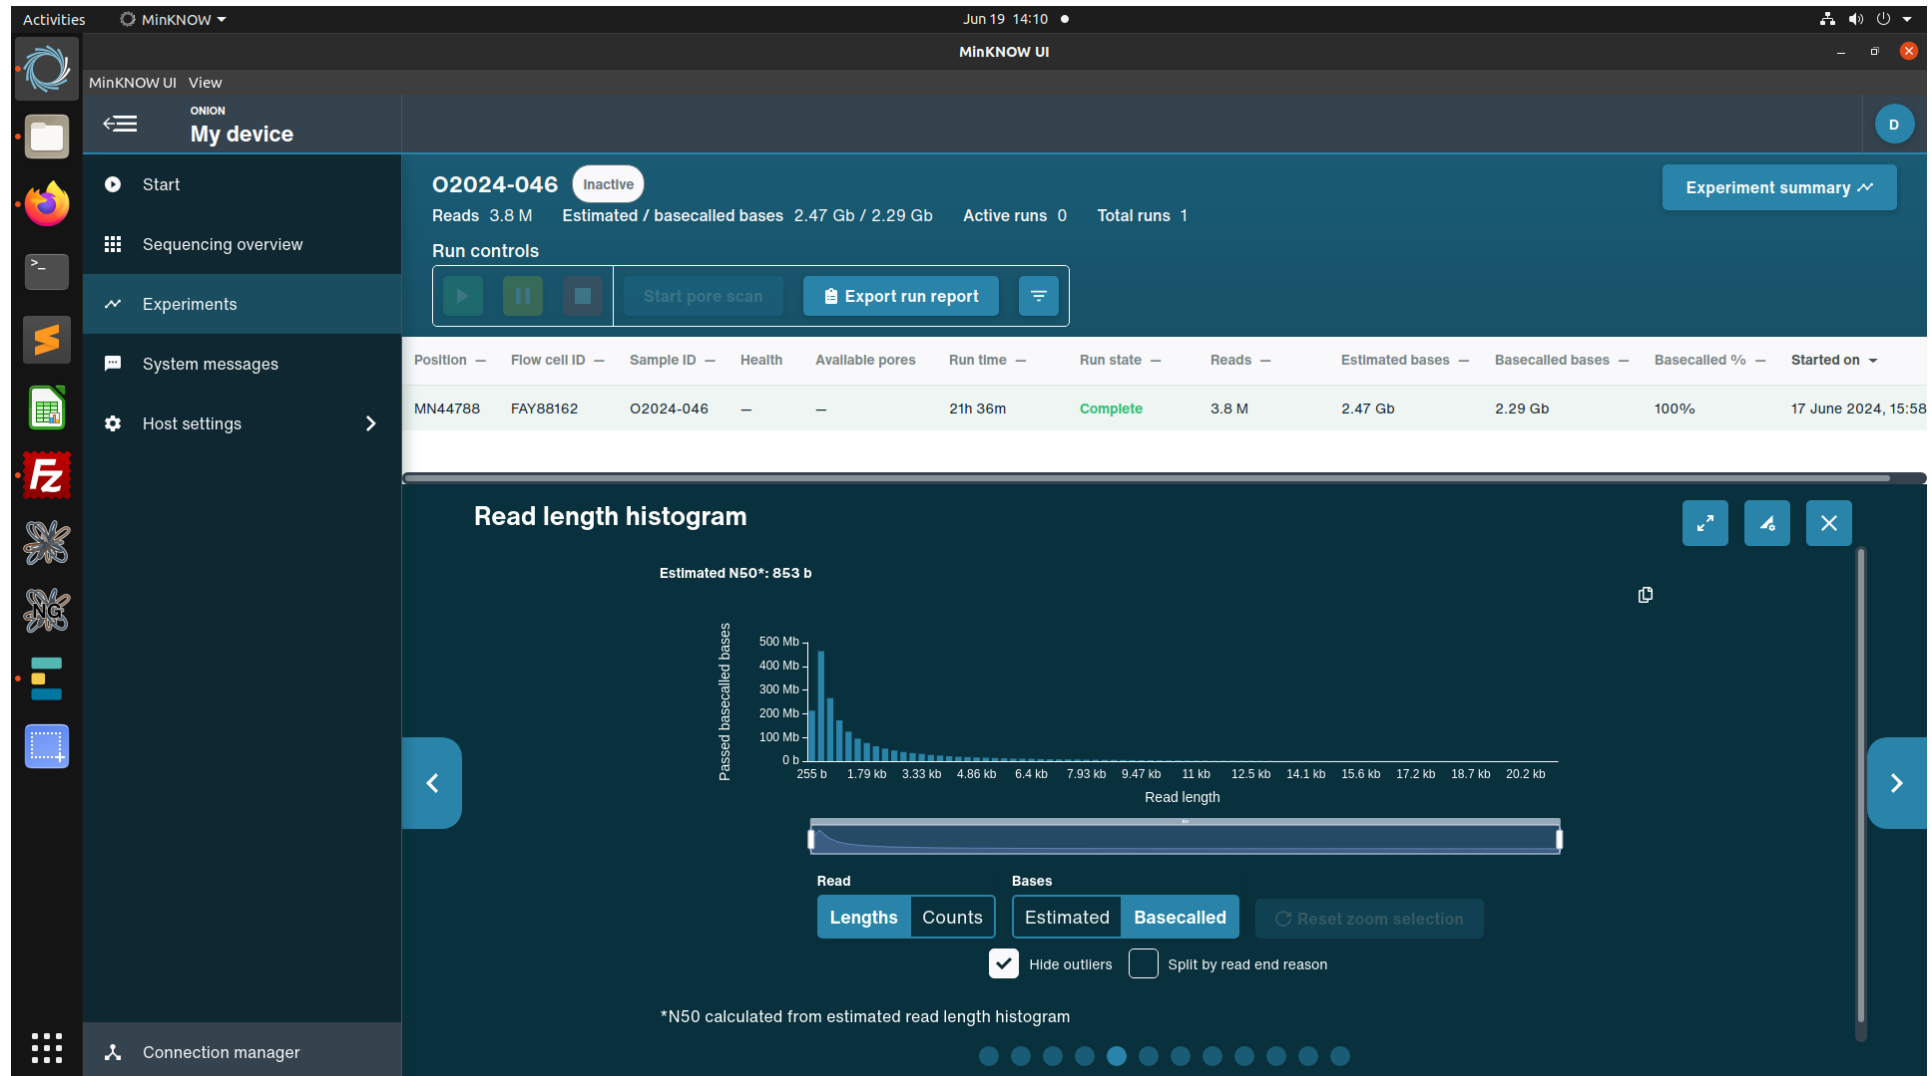 Activities MinKNOW Jun 19 14:10
MinKNOW UI
MinKNOW UI View
ONION
My device
D
Start
Sequencing overview
Experiments
System messages
Host settings
Connection manager
O2024-046 Inactive
Experiment summary
Reads 3.8 M Estimated / basecalled bases 2.47 Gb / 2.29 Gb Active runs 0 Total runs 1
Run controls
Start pore scan Export run report
Position — Flow cell ID — Sample ID — Health Available pores Run time — Run state — Reads — Estimated bases — Basecalled bases — Basecalled % — Started on
MN44788 FAY88162 O2024-046 — — 21h 36m Complete 3.8 M 2.47 Gb 2.29 Gb 100% 17 June 2024, 15:58
Read length histogram
Estimated N50*: 853 b
Passed basecalled bases
500 Mb
400 Mb
300 Mb
200 Mb
100 Mb
0 b
255 b 1.79 kb 3.33 kb 4.86 kb 6.4 kb 7.93 kb 9.47 kb 11 kb 12.5 kb 14.1 kb 15.6 kb 17.2 kb 18.7 kb 20.2 kb
Read length
Read Bases
Lengths Counts Estimated Basecalled Reset zoom selection
Hide outliers Split by read end reason
*N50 calculated from estimated read length histogram
>_
Fz
NG